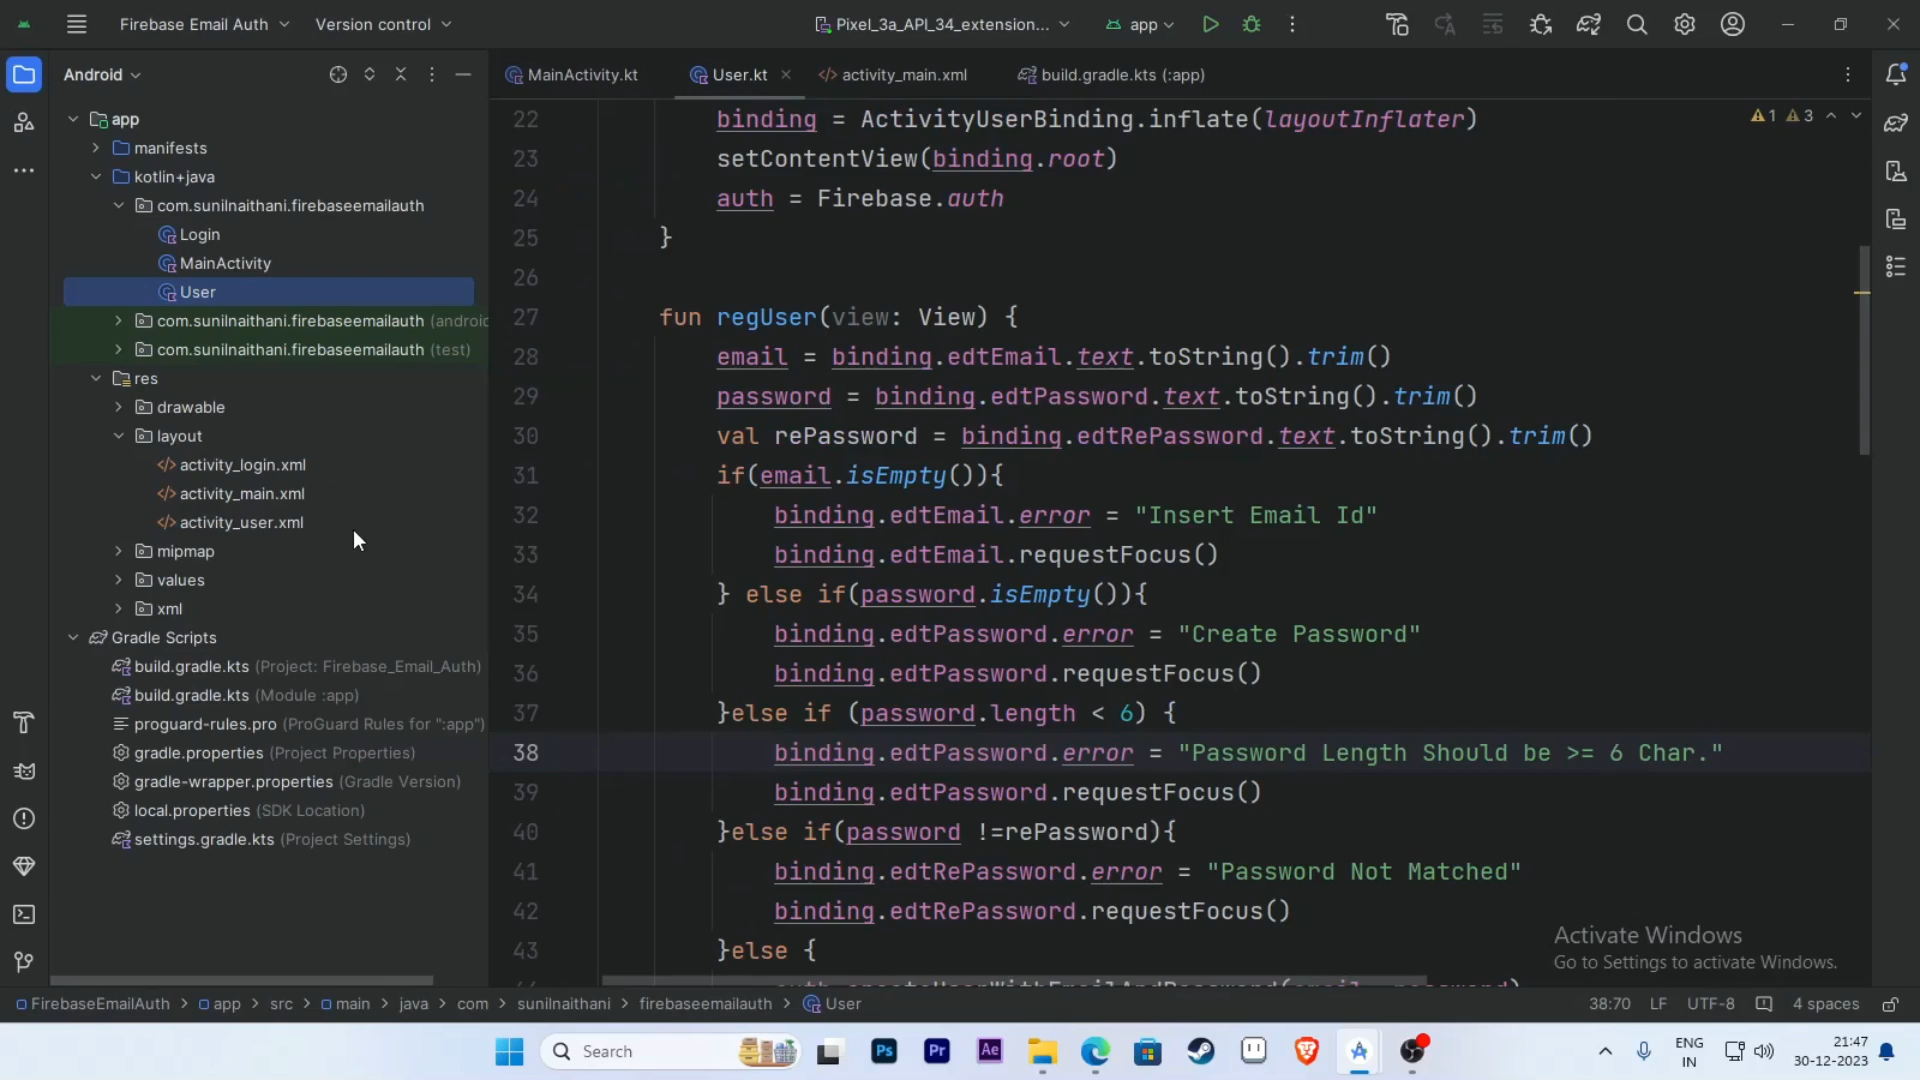 Firebase Email Auth
Version control
Pixel_3a_API_34_extension...
app
Android
MainActivity.kt
User.kt
activity_main.xml
build.gradle.kts (:app)
app
manifests
kotlin+java
com.sunilnaithani.firebaseemailauth
Login
MainActivity
User
com.sunilnaithani.firebaseemailauth (androic
com.sunilnaithani.firebaseemailauth (test)
res
drawable
layout
activity_login.xml
activity_main.xml
activity_user.xml
mipmap
values
xml
Gradle Scripts
build.gradle.kts (Project: Firebase_Email_Auth)
build.gradle.kts (Module :app)
proguard-rules.pro (ProGuard Rules for ":app")
gradle.properties (Project Properties)
gradle-wrapper.properties (Gradle Version)
local.properties (SDK Location)
settings.gradle.kts (Project Settings)
1 3
22 binding = ActivityUserBinding.inflate(layoutInflater)
23 setContentView(binding.root)
24 auth = Firebase.auth
25 }
26
27 fun regUser(view: View) {
28 email = binding.edtEmail.text.toString().trim()
29 password = binding.edtPassword.text.toString().trim()
30 val rePassword = binding.edtRePassword.text.toString().trim()
31 if(email.isEmpty()){
32 binding.edtEmail.error = "Insert Email Id"
33 binding.edtEmail.requestFocus()
34 } else if(password.isEmpty()){
35 binding.edtPassword.error = "Create Password"
36 binding.edtPassword.requestFocus()
37 }else if (password.length < 6) {
38 binding.edtPassword.error = "Password Length Should be >= 6 Char."
39 binding.edtPassword.requestFocus()
40 }else if(password !=rePassword){
41 binding.edtRePassword.error = "Password Not Matched"
42 binding.edtRePassword.requestFocus()
43 }else {
Activate Windows
Go to Settings to activate Windows.
FirebaseEmailAuth > app > src > main > java > com > sunilnaithani > firebaseemailauth > User
38:70 LF UTF-8 4 spaces
Search
Ps
Pr
Ae
ENG
IN
21:47
30-12-2023